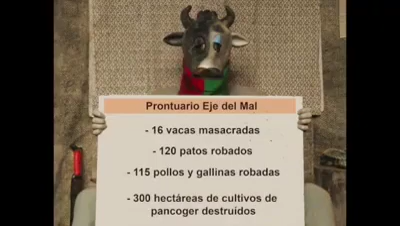 Prontuario Eje del Mal
- 16 vacas masacradas
- 120 patos robados
- 115 pollos y gallinas robadas
- 300 hectáreas de cultivos de
pancoger destruídos